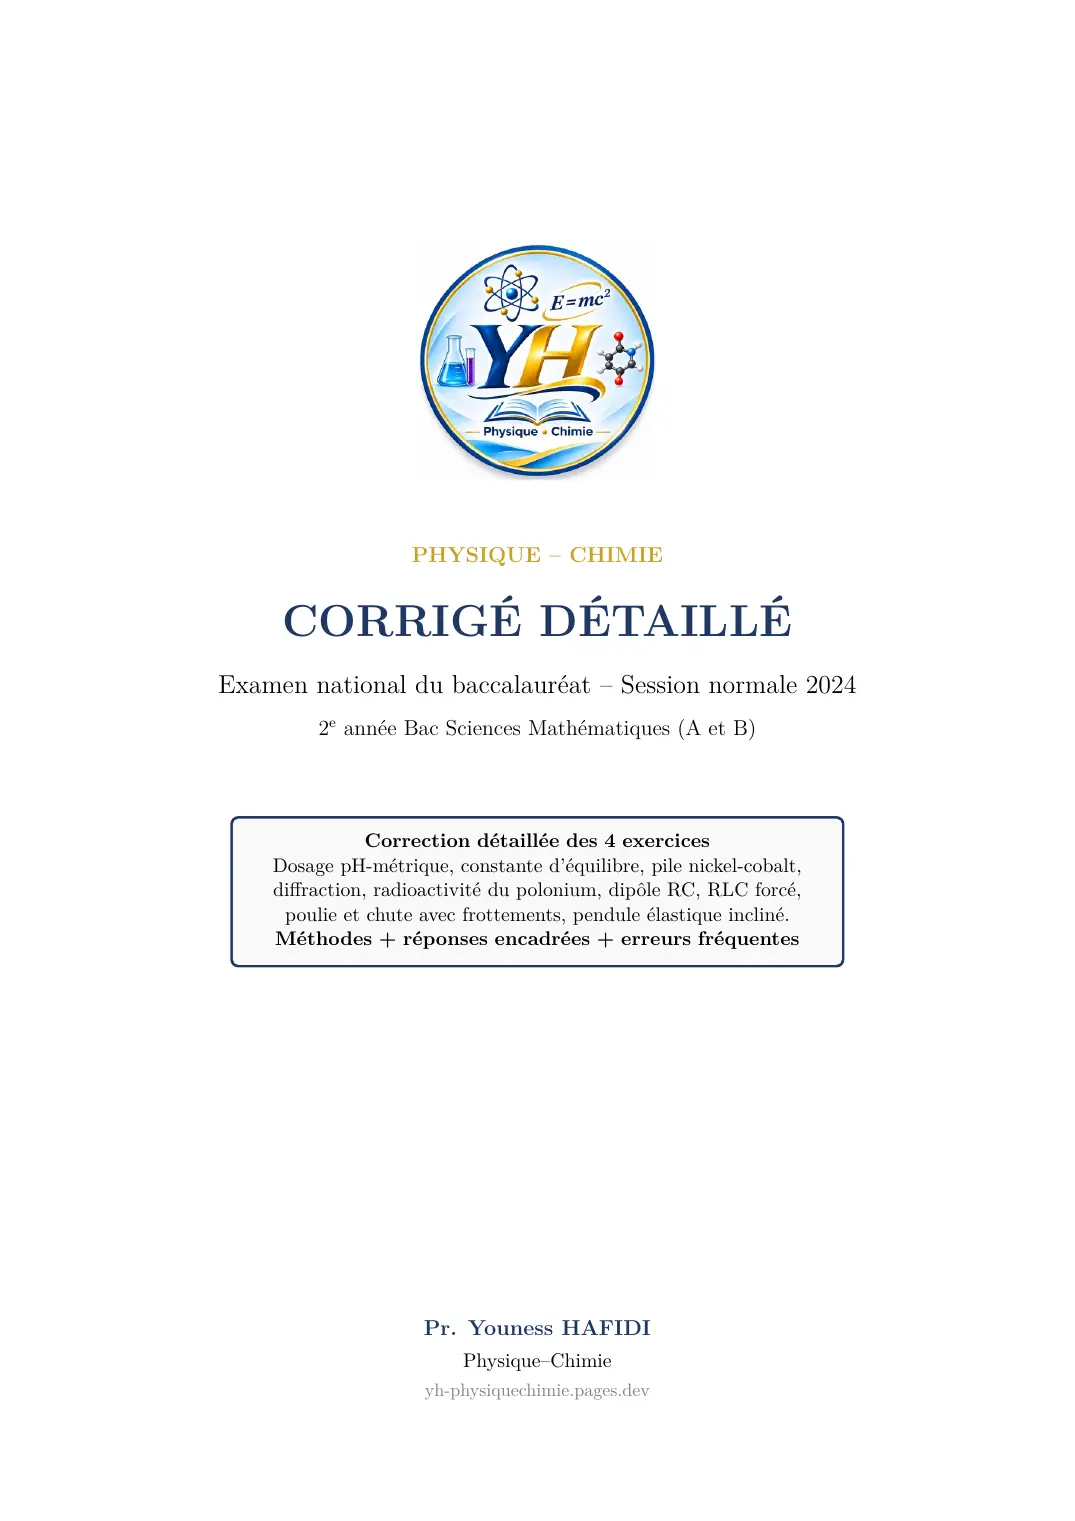 E=mc²
YH
Physique • Chimie
PHYSIQUE – CHIMIE
CORRIGÉ DÉTAILLÉ
Examen national du baccalauréat – Session normale 2024
2e année Bac Sciences Mathématiques (A et B)
Correction détaillée des 4 exercices
Dosage pH-métrique, constante d'équilibre, pile nickel-cobalt,
diffraction, radioactivité du polonium, dipôle RC, RLC forcé,
poulie et chute avec frottements, pendule élastique incliné.
Méthodes + réponses encadrées + erreurs fréquentes
Pr. Youness HAFIDI
Physique–Chimie
yh-physiquechimie.pages.dev